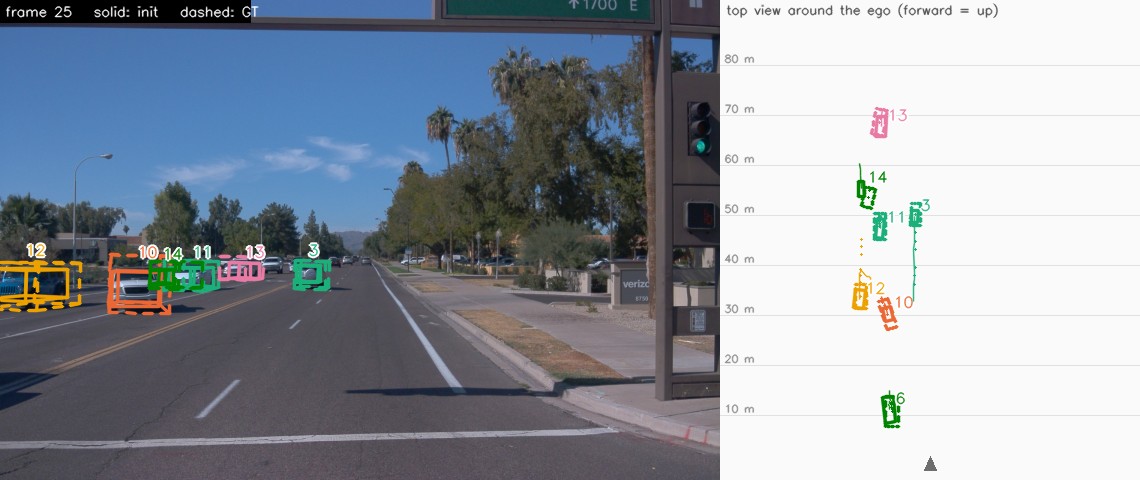 frame 25 solid: init dashed: GT
top view around the ego (forward = up)
1700 E
80 m
70 m
13
60 m
14
50 m
3
11
40 m
12
10
30 m
20 m
6
10 m
12
10
14
11
13
3
verizo